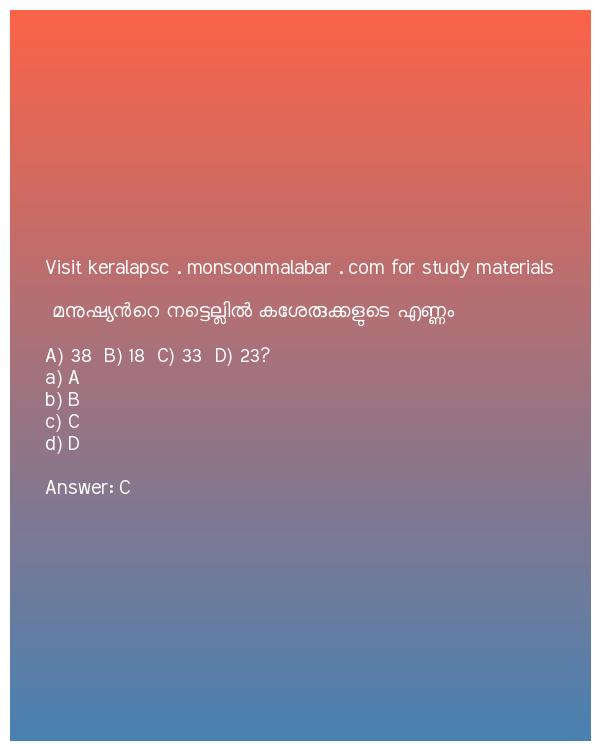 Visit keralapsc . monsoonmalabar . com for study materials
മനുഷ്യൻറെ നട്ടെല്ലിൽ കശേരുക്കളുടെ എണ്ണം
A) 38 B) 18 C) 33 D) 23?
a) A
b) B
c) C
d) D
Answer: C